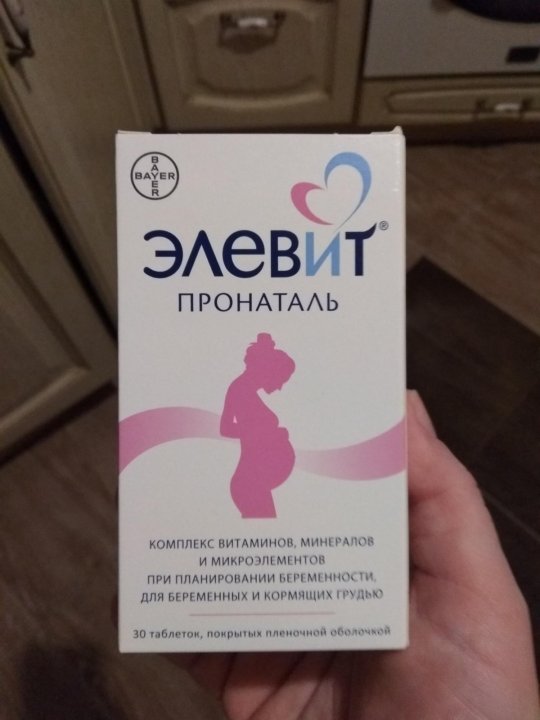 BAYER
BAYER
ЭЛЕВИТ®
ПРОНАТАЛЬ
КОМПЛЕКС ВИТАМИНОВ, МИНЕРАЛОВ
И МИКРОЭЛЕМЕНТОВ
ПРИ ПЛАНИРОВАНИИ БЕРЕМЕННОСТИ,
ДЛЯ БЕРЕМЕННЫХ И КОРМЯЩИХ ГРУДЬЮ
30 таблеток, покрытых пленочной оболочкой